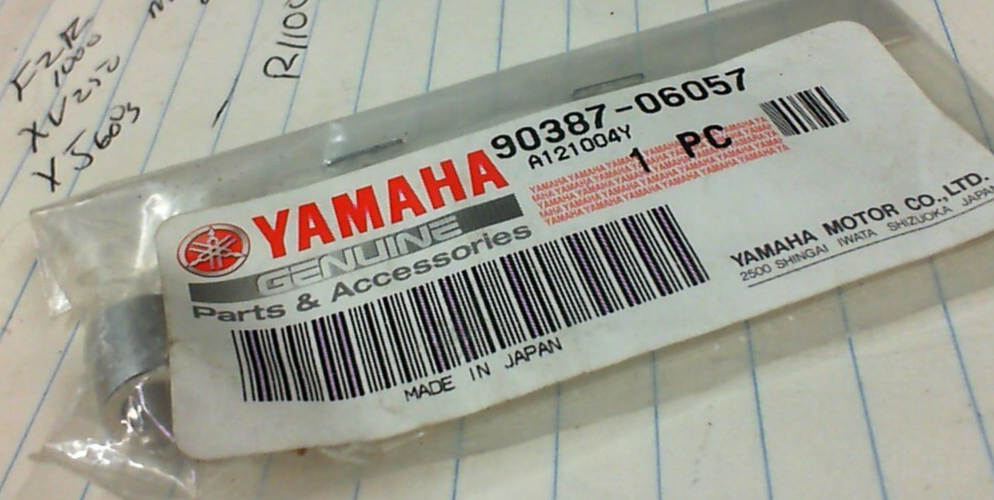 FZR
1000
XV250
XJ600S
R1100
90387-06057
A121004Y
1 PC
YAMAHA
GENUINE
Parts & Accessories
MADE IN JAPAN
YAMAHA MOTOR CO., LTD.
2500 SHINGAI IWATA SHIZUOKA JAPAN